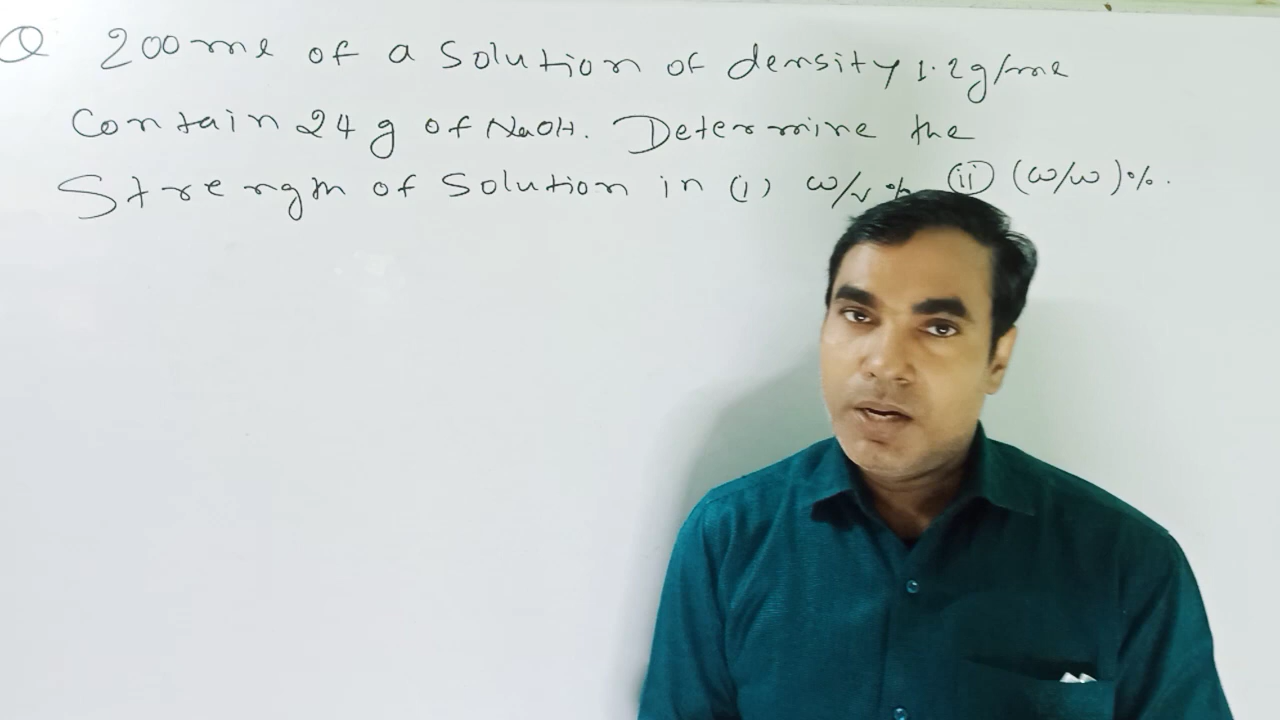 Q 200 ml of a solution of density 1.2g/ml
Contain 24 g of NaOH. Determine the
Strength of solution in (i) w/v % (ii) (w/w)%.